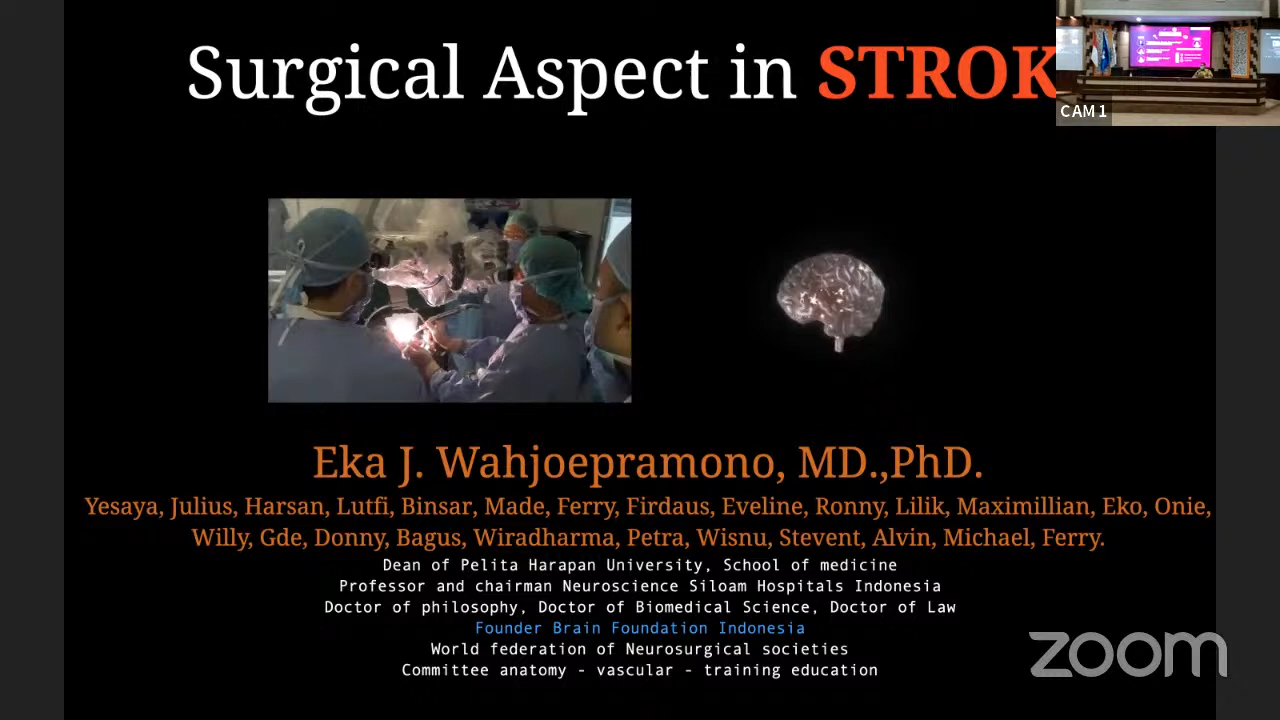 Surgical Aspect in STROK
CAM 1
Eka J. Wahjoepramono, MD.,PhD.
Yesaya, Julius, Harsan, Lutfi, Binsar, Made, Ferry, Firdaus, Eveline, Ronny, Lilik, Maximillian, Eko, Onie,
Willy, Gde, Donny, Bagus, Wiradharma, Petra, Wisnu, Stevent, Alvin, Michael, Ferry.
Dean of Pelita Harapan University, School of medicine
Professor and chairman Neuroscience Siloam Hospitals Indonesia
Doctor of philosophy, Doctor of Biomedical Science, Doctor of Law
Founder Brain Foundation Indonesia
World federation of Neurosurgical societies
Committee anatomy - vascular - training education
zoom